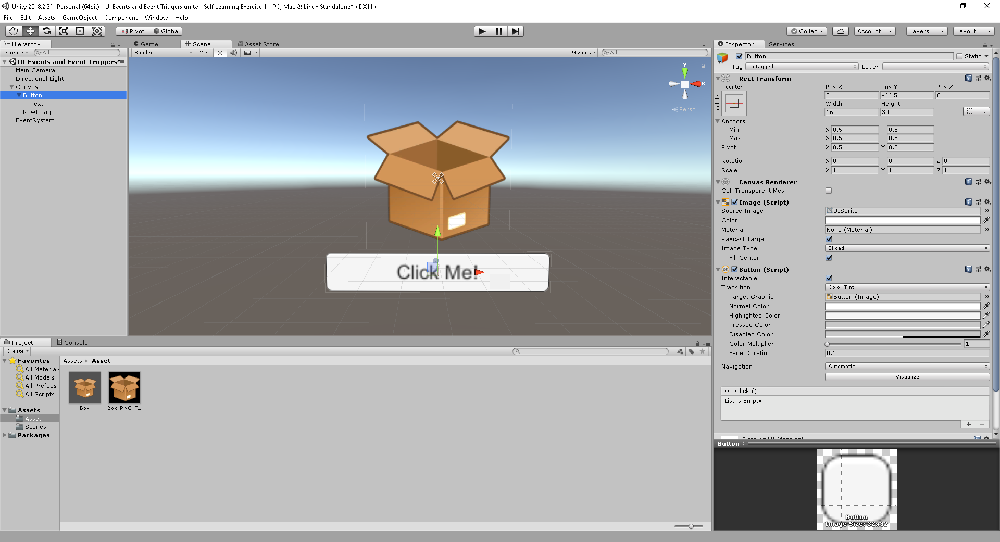 Unity 2018.2.3f1 Personal (64bit) - UI Events and Event Triggers.unity - Self Learning Exercise 1 - PC, Mac & Linux Standalone* <DX11>
File Edit Assets GameObject Component Window Help
Pivot Global Collab Account Layers Layout
Hierarchy
Create All
UI Events and Event Triggers*
Main Camera
Directional Light
Canvas
Button
Text
RawImage
EventSystem
Game Scene Asset Store
Shaded 2D Gizmos All
y
x
Persp
Click Me!
Project Console
Create
Favorites
All Materials
All Models
All Prefabs
All Scripts
Assets
Asset
Scenes
Packages
Assets Asset
Box Box-PNG-F...
Inspector Services
Button Static
Tag Untagged Layer UI
Rect Transform
center Pos X Pos Y Pos Z
middle 0 -66.5 0
Width Height
160 30 R
Anchors
Min X 0.5 Y 0.5
Max X 0.5 Y 0.5
Pivot X 0.5 Y 0.5
Rotation X 0 Y 0 Z 0
Scale X 1 Y 1 Z 1
Canvas Renderer
Cull Transparent Mesh
Image (Script)
Source Image UISprite
Color
Material None (Material)
Raycast Target
Image Type Sliced
Fill Center
OK Button (Script)
Interactable
Transition Color Tint
Target Graphic Button (Image)
Normal Color
Highlighted Color
Pressed Color
Disabled Color
Color Multiplier 1
Fade Duration 0.1
Navigation Automatic
Visualize
On Click ()
List is Empty
+ −
Default UI Material
Button
Button
Image Size: 32x32